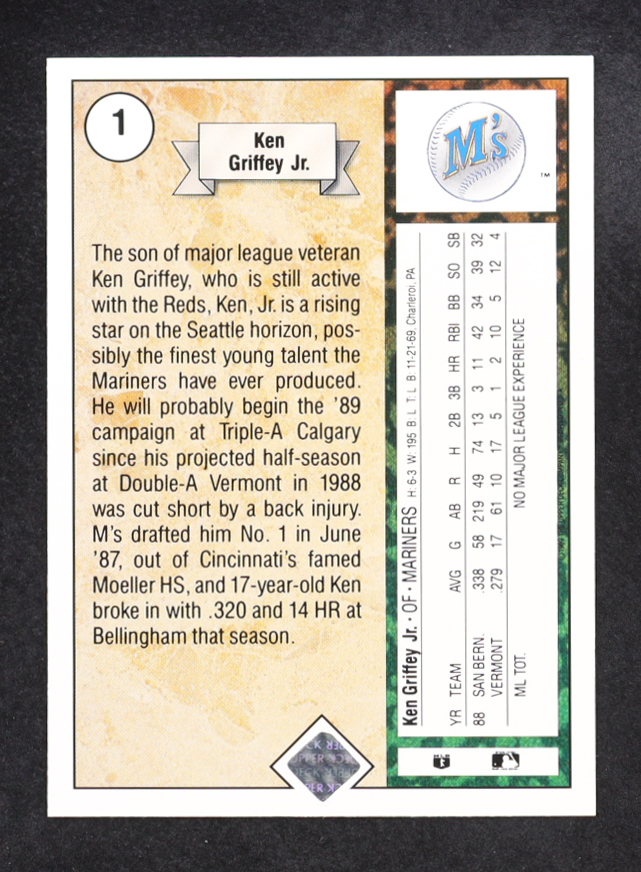 1
Ken
Griffey Jr.
The son of major league veteran
Ken Griffey, who is still active
with the Reds, Ken, Jr. is a rising
star on the Seattle horizon, pos-
sibly the finest young talent the
Mariners have ever produced.
He will probably begin the '89
campaign at Triple-A Calgary
since his projected half-season
at Double-A Vermont in 1988
was cut short by a back injury.
M's drafted him No. 1 in June
'87, out of Cincinnati's famed
Moeller HS, and 17-year-old Ken
broke in with .320 and 14 HR at
Bellingham that season.
M's
TM
Ken Griffey Jr. • OF • MARINERS H: 6-3 W: 195 B: L T: L B: 11-21-69, Charleroi, PA
YR TEAM AVG G AB R H 2B 3B HR RBI BB SO SB
88 SAN BERN. .338 58 219 49 74 13 3 11 42 34 39 32
VERMONT .279 17 61 10 17 5 1 2 10 5 12 4
ML TOT. NO MAJOR LEAGUE EXPERIENCE